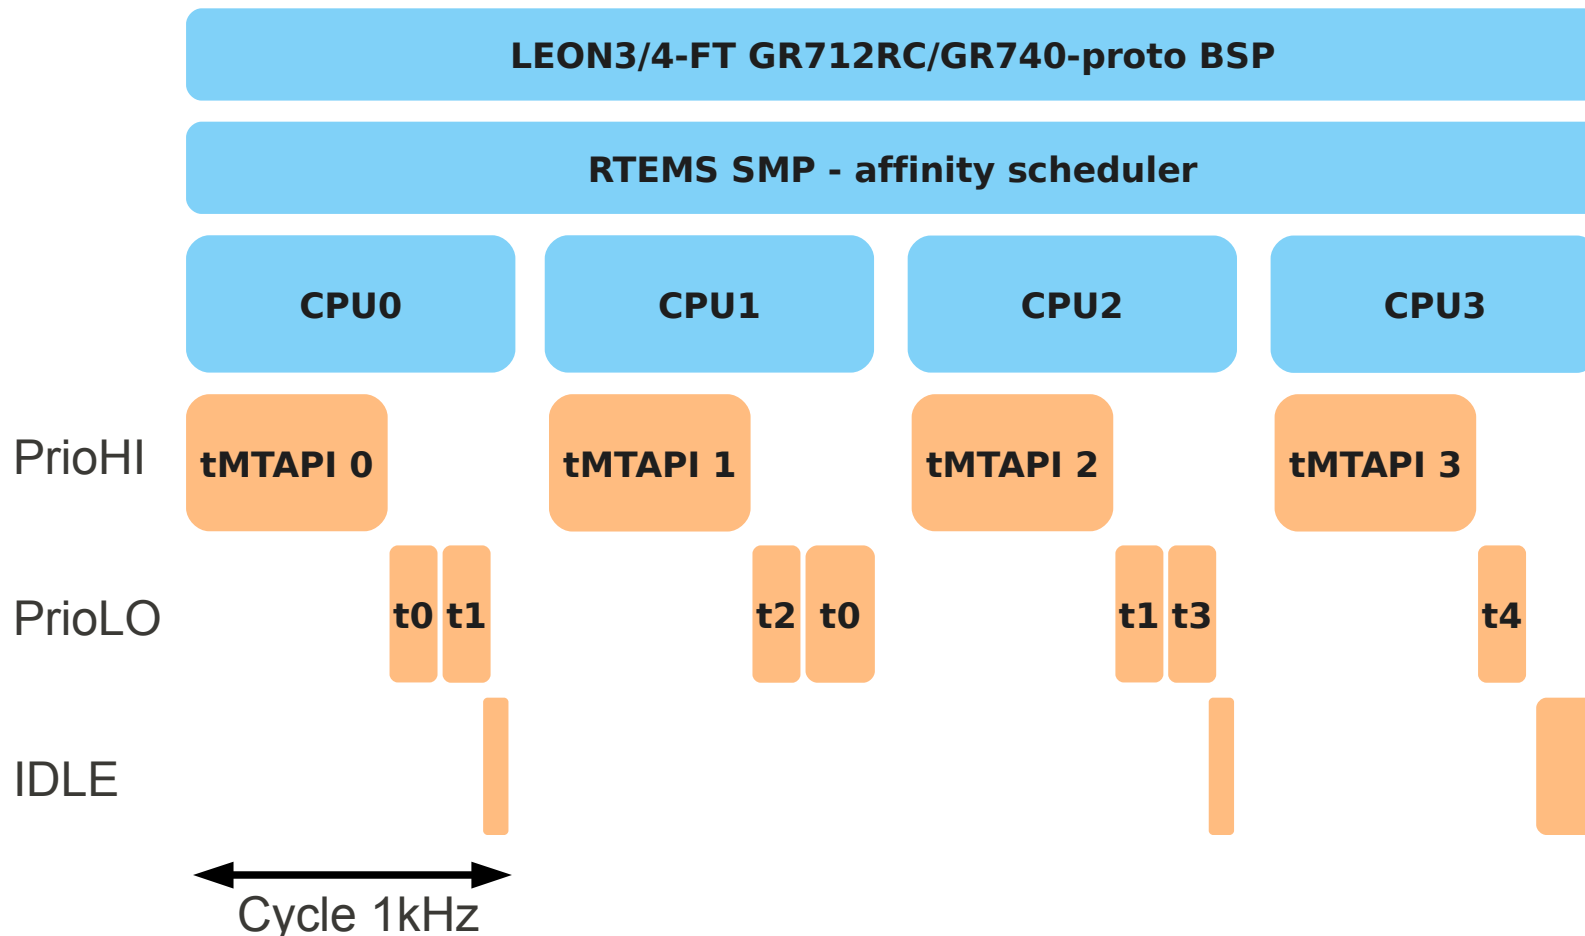 LEON3/4-FT GR712RC/GR740-proto BSP
RTEMS SMP - affinity scheduler
CPU0 CPU1 CPU2 CPU3
PrioHI tMTAPI 0 tMTAPI 1 tMTAPI 2 tMTAPI 3
PrioLO t0 t1 t2 t0 t1 t3 t4
IDLE
Cycle 1kHz